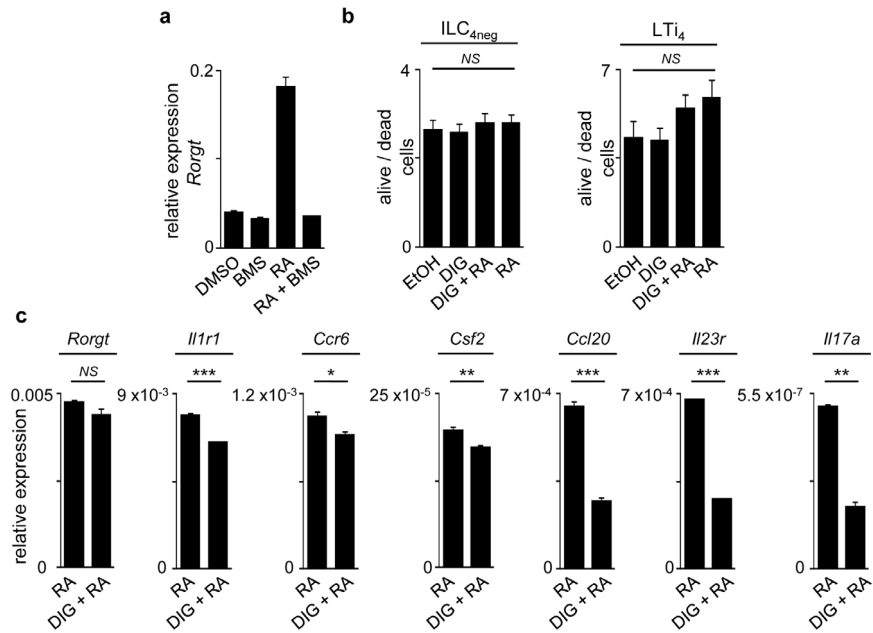 a
relative expression
Rorgt
0.2
0
DMSO
BMS
RA
RA + BMS
b
ILC4neg
NS
alive / dead
cells
4
0
EtOH
DIG
DIG + RA
RA
LTi4
NS
alive / dead
cells
7
0
EtOH
DIG
DIG + RA
RA
c
relative expression
Rorgt
NS
0.005
0
RA
DIG + RA
Il1r1
***
9 x10-3
0
RA
DIG + RA
Ccr6
*
1.2 x10-3
0
RA
DIG + RA
Csf2
**
25 x10-5
0
RA
DIG + RA
Ccl20
***
7 x10-4
0
RA
DIG + RA
Il23r
***
7 x10-4
0
RA
DIG + RA
Il17a
**
5.5 x10-7
0
RA
DIG + RA